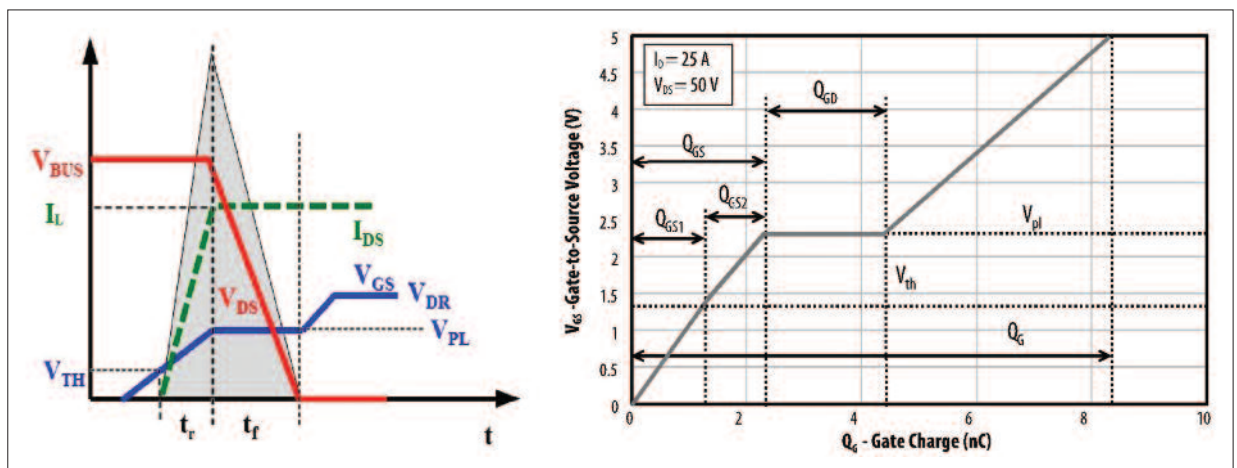 V_BUS
I_L
I_DS
V_GS
V_DS
V_DR
V_PL
V_TH
t_r
t_f
t
I_D = 25 A
V_DS = 50 V
Q_GD
Q_GS
Q_GS2
Q_GS1
V_pl
V_th
Q_G
V_GS -Gate-to-Source Voltage (V)
5
4.5
4
3.5
3
2.5
2
1.5
1
0.5
0
0
2
4
6
8
10
Q_G - Gate Charge (nC)